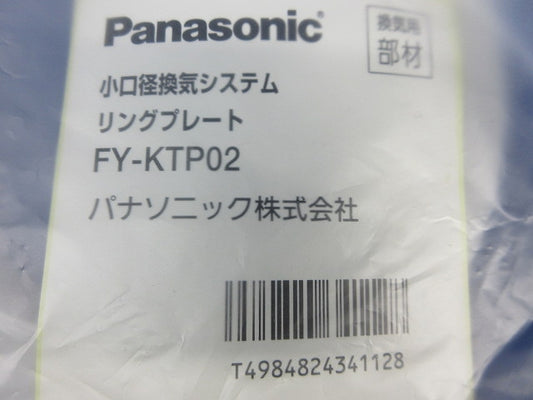 Panasonic
換気用
部材
小口径換気システム
リングプレート
FY-KTP02
パナソニック株式会社
T4984824341128